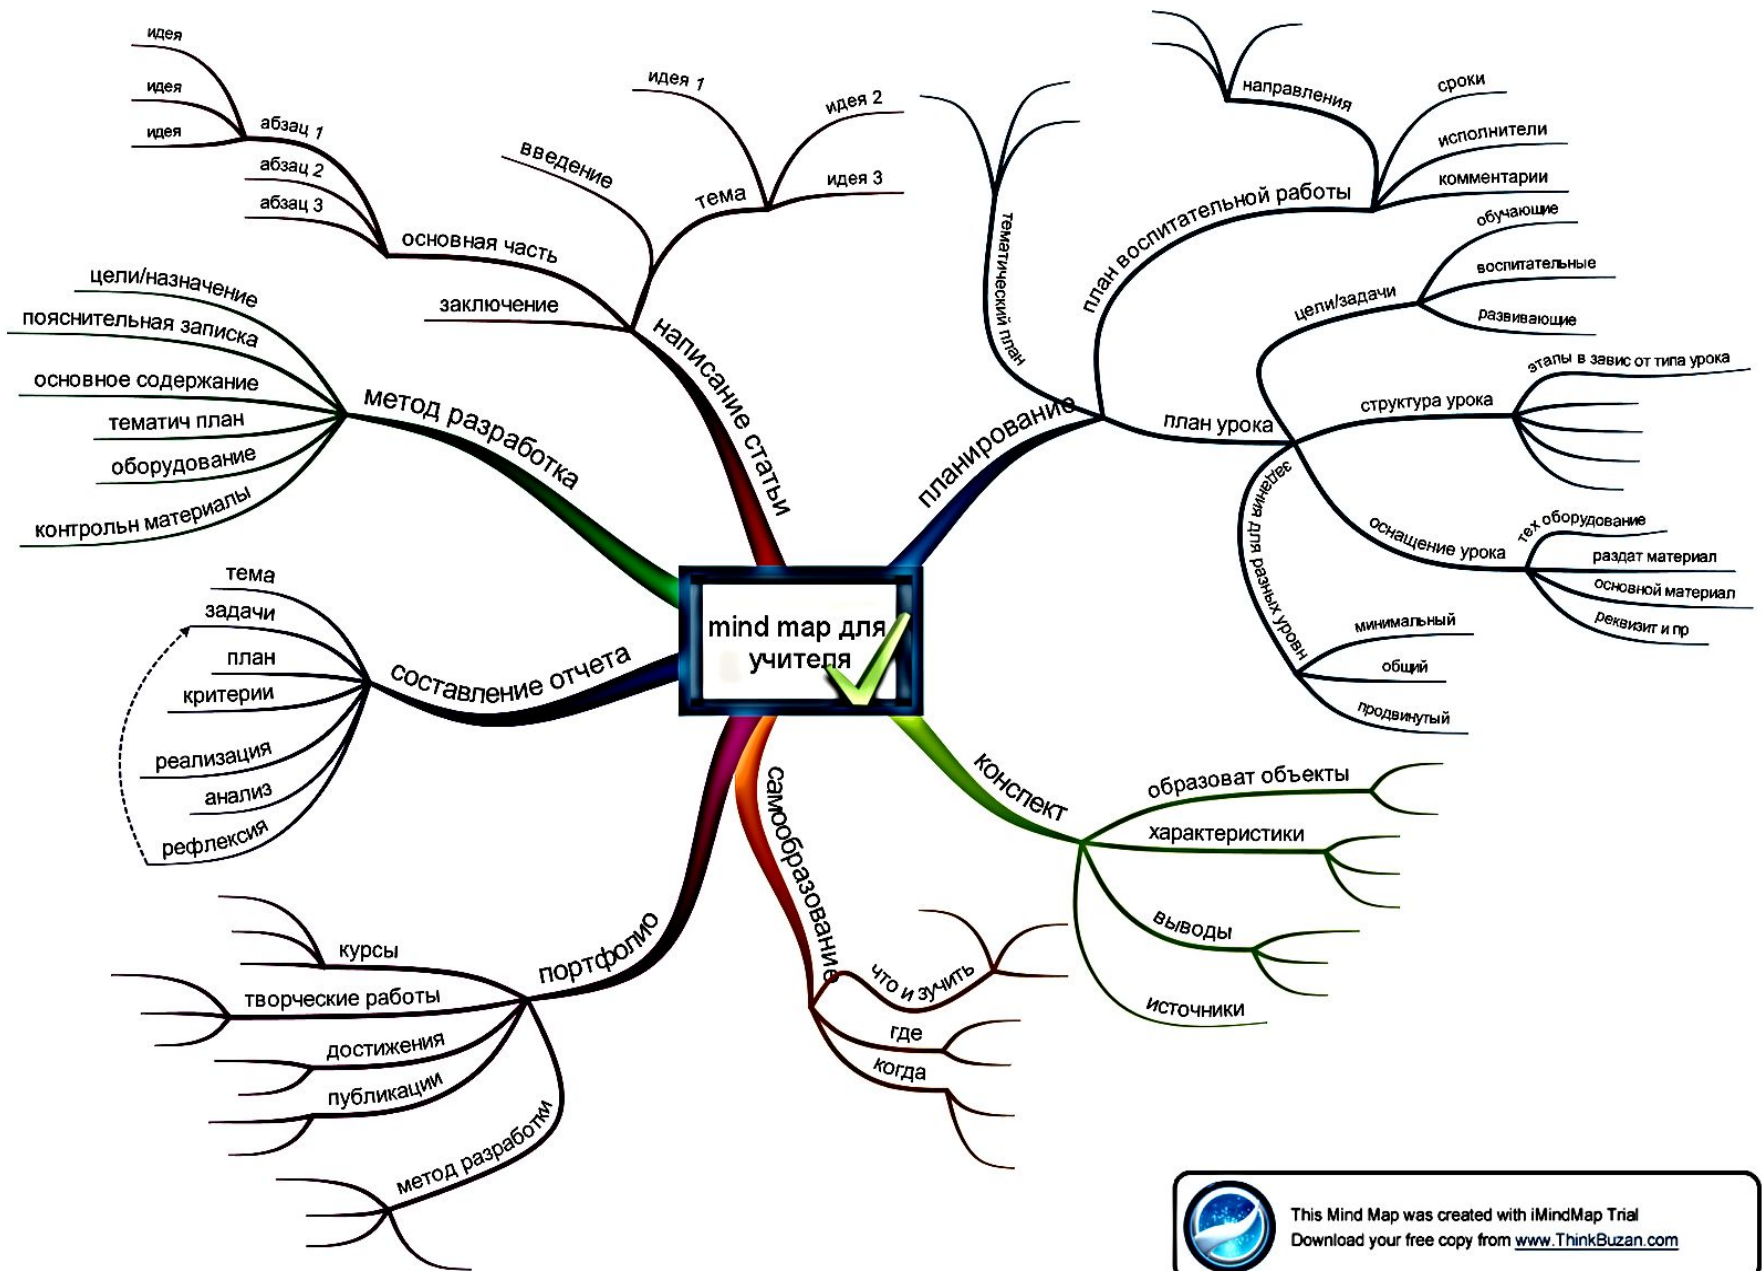 mind map для
учителя
написание статьи
введение
тема
идея 1
идея 2
идея 3
основная часть
абзац 1
идея
идея
идея
абзац 2
абзац 3
заключение
метод разработка
цели/назначение
пояснительная записка
основное содержание
тематич план
оборудование
контрольн материалы
составление отчета
тема
задачи
план
критерии
реализация
анализ
рефлексия
портфолио
курсы
творческие работы
достижения
публикации
метод разработки
самообразование
что и зучить
где
когда
конспект
образоват объекты
характеристики
выводы
источники
планирование
тематический план
план воспитательной работы
направления
сроки
исполнители
комментарии
план урока
цели/задачи
обучающие
воспитательные
развивающие
структура урока
этапы в завис от типа урока
оснащение урока
тех оборудование
раздат материал
основной материал
реквизит и пр
задания для разных уровн
минимальный
общий
продвинутый
This Mind Map was created with iMindMap Trial
Download your free copy from www.ThinkBuzan.com